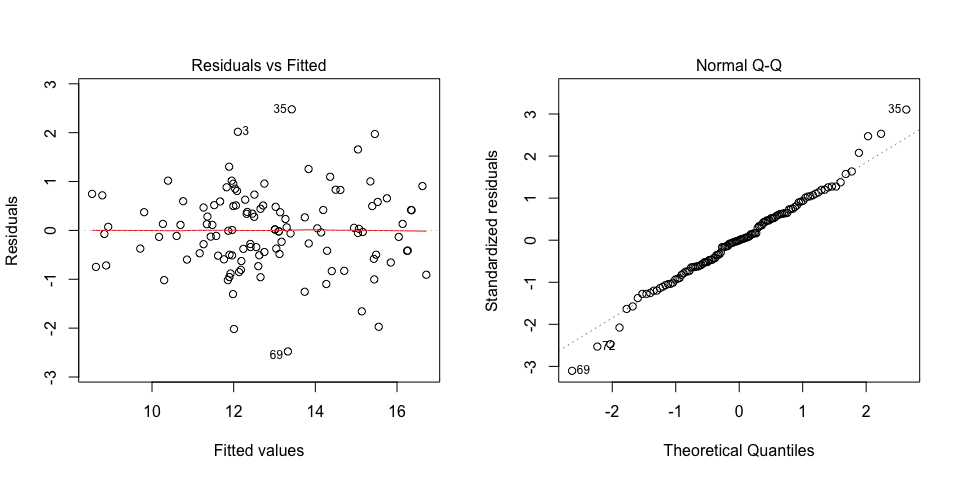 Residuals vs Fitted
3
2
1
0
-1
-2
-3
Residuals
35
3
69
10 12 14 16
Fitted values
Normal Q-Q
3
2
1
0
-1
-2
-3
Standardized residuals
35
72
69
-2 -1 0 1 2
Theoretical Quantiles